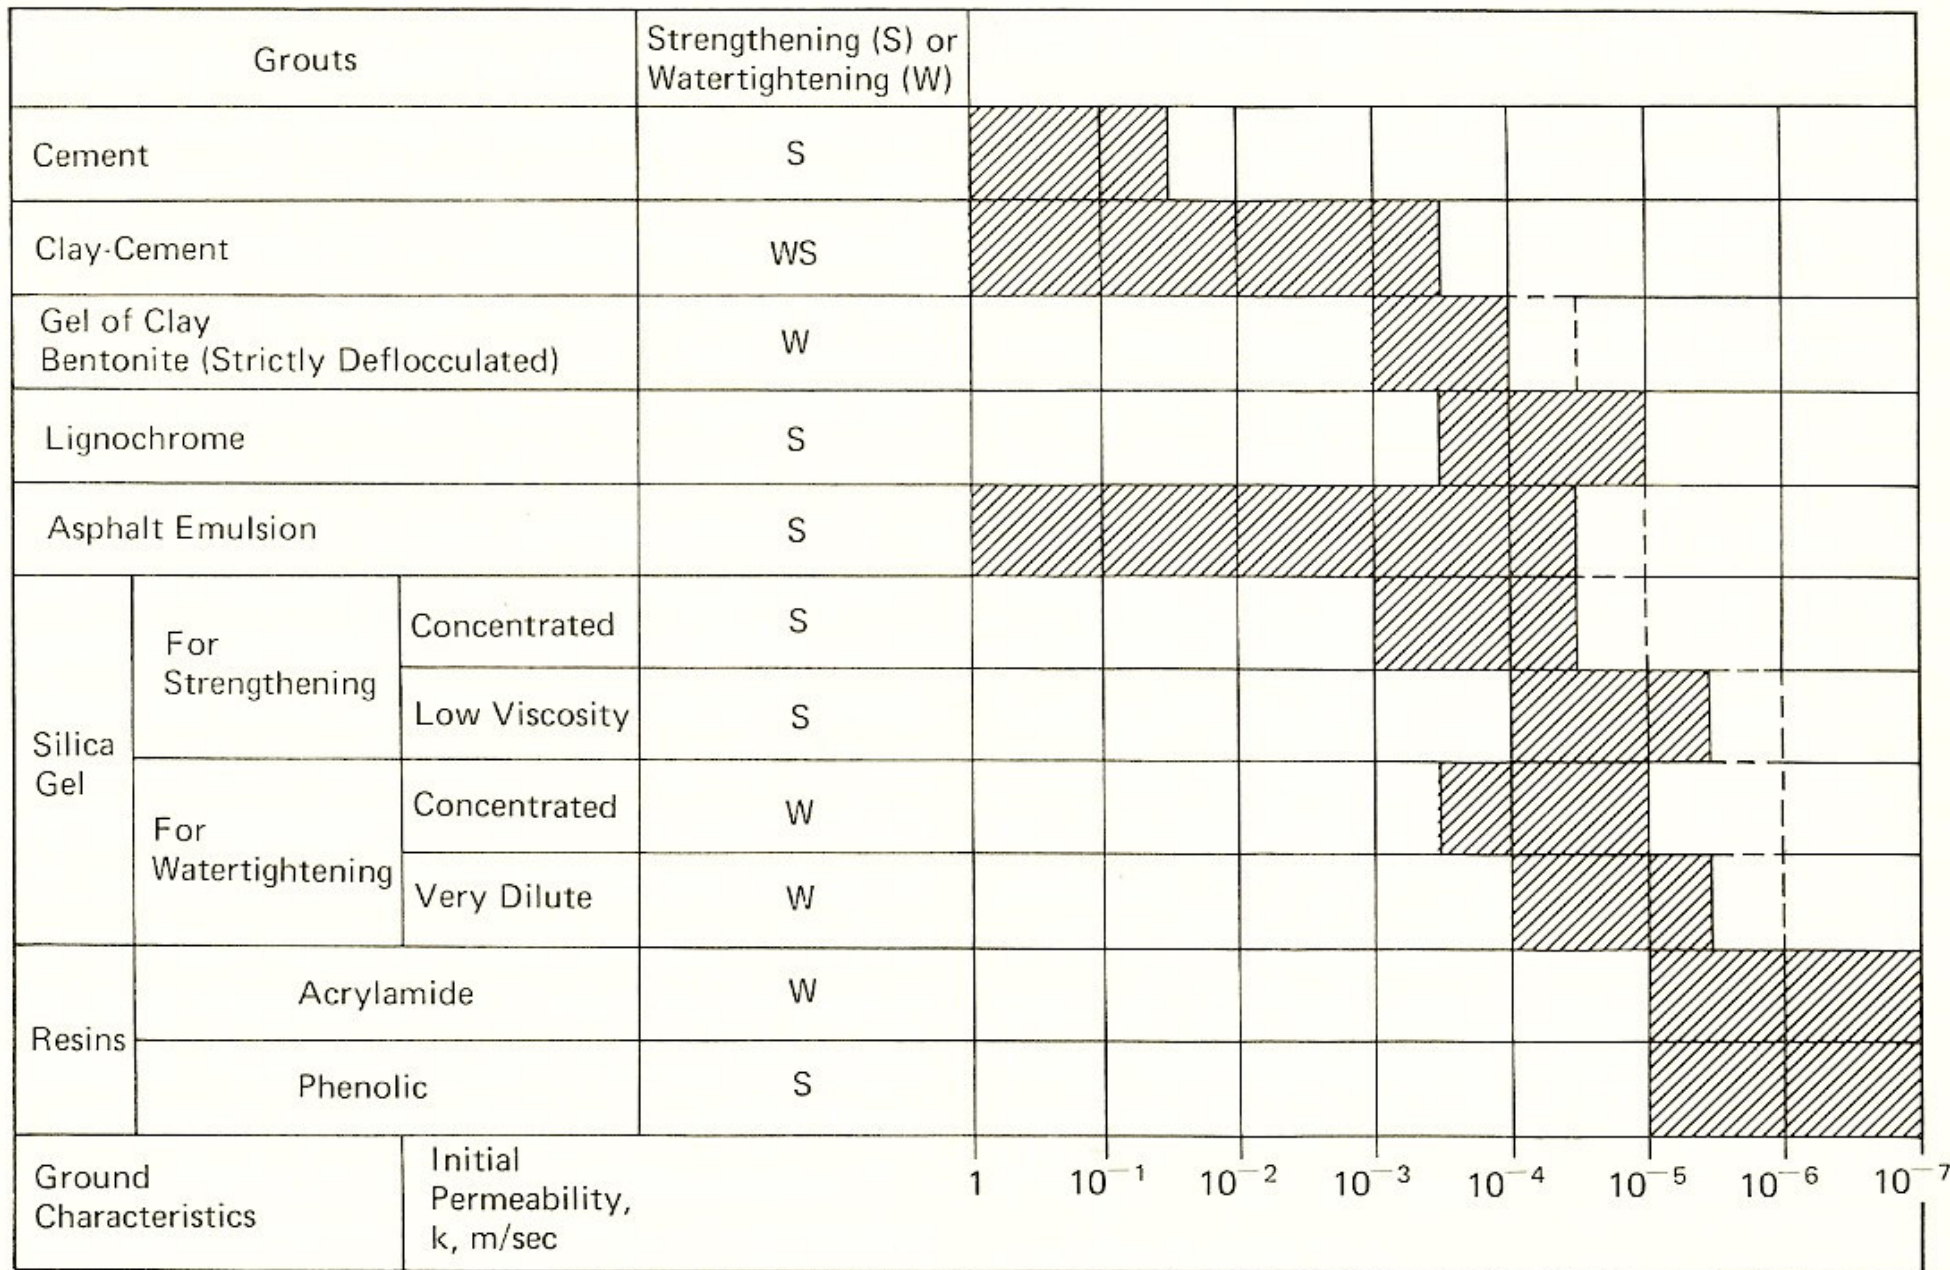 Grouts
Strengthening (S) or
Watertightening (W)
Cement
S
Clay-Cement
WS
Gel of Clay
Bentonite (Strictly Deflocculated)
W
Lignochrome
S
Asphalt Emulsion
S
Silica
Gel
For
Strengthening
Concentrated
S
Low Viscosity
S
For
Watertightening
Concentrated
W
Very Dilute
W
Resins
Acrylamide
W
Phenolic
S
Ground
Characteristics
Initial
Permeability,
k, m/sec
1 10⁻¹ 10⁻² 10⁻³ 10⁻⁴ 10⁻⁵ 10⁻⁶ 10⁻⁷